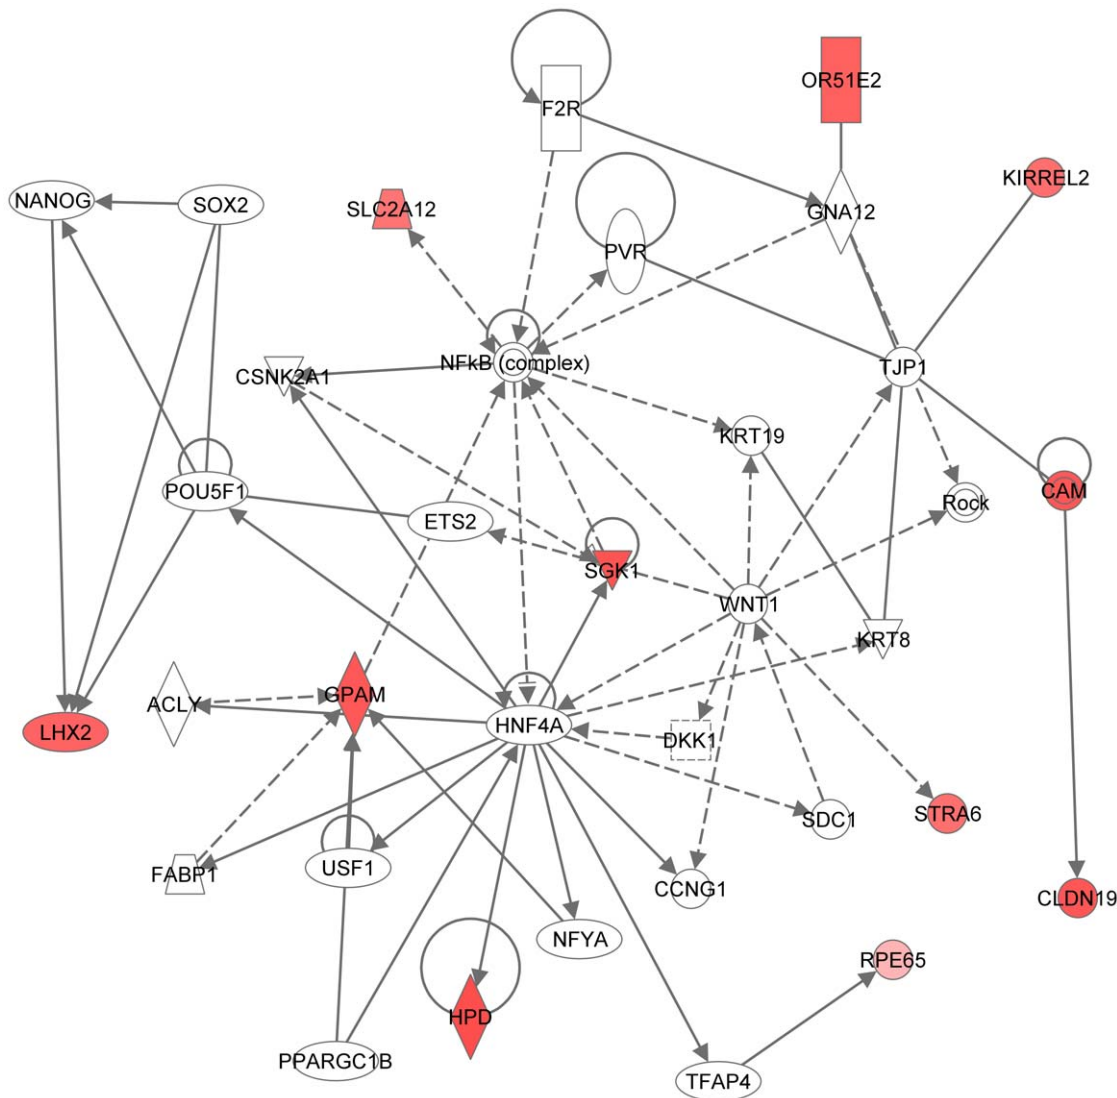 F2R
OR51E2
KIRREL2
NANOG
SOX2
SLC2A12
GNA12
PVR
NFkB (complex)
TJP1
CSNK2A1
KRT19
POU5F1
ETS2
Rock
CAM
SGK1
WNT1
KRT8
ACLY
GPAM
LHX2
HNF4A
DKK1
SDC1
STRA6
FABP1
USF1
CCNG1
CLDN19
NFYA
RPE65
HPD
PPARGC1B
TFAP4